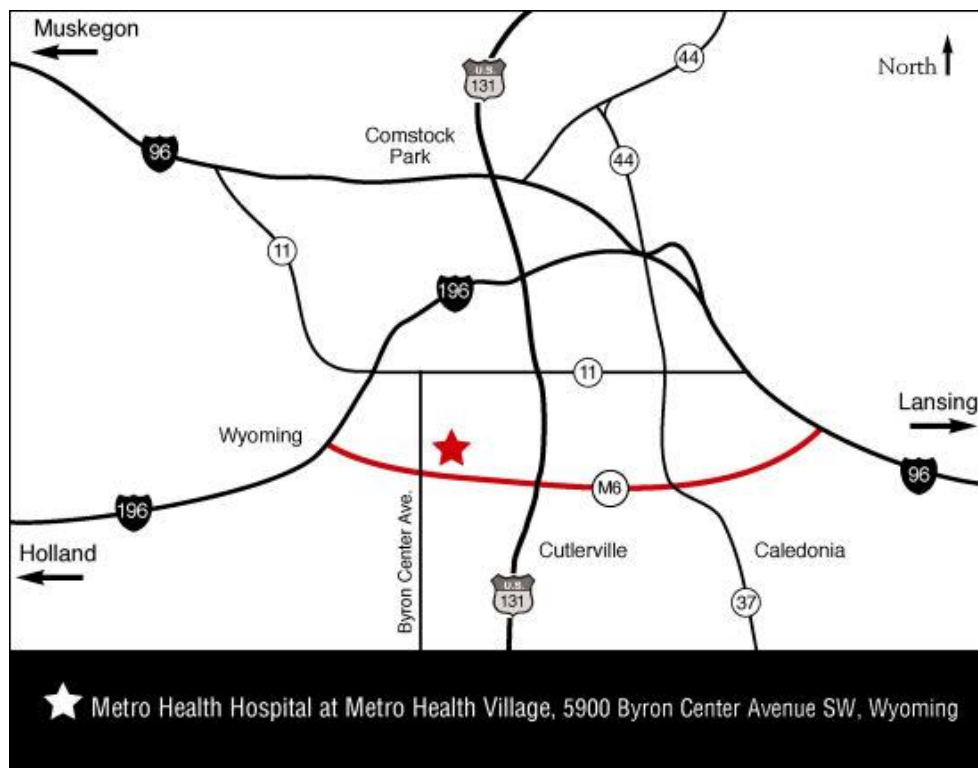 Muskegon
44
U.S.
131
North
96
Comstock
Park
44
11
196
11
Lansing
Wyoming
M6
96
196
Holland
Byron Center Ave.
Cutlerville
Caledonia
U.S.
131
37
Metro Health Hospital at Metro Health Village, 5900 Byron Center Avenue SW, Wyoming